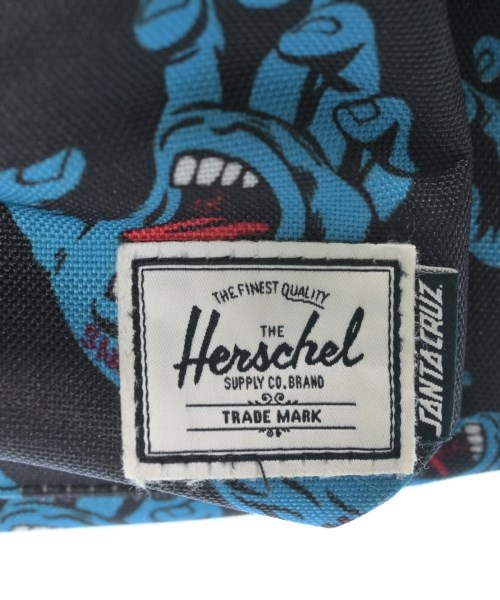 THE FINEST QUALITY
THE
Herschel
SUPPLY CO. BRAND
TRADE MARK
SANTA CRUZ